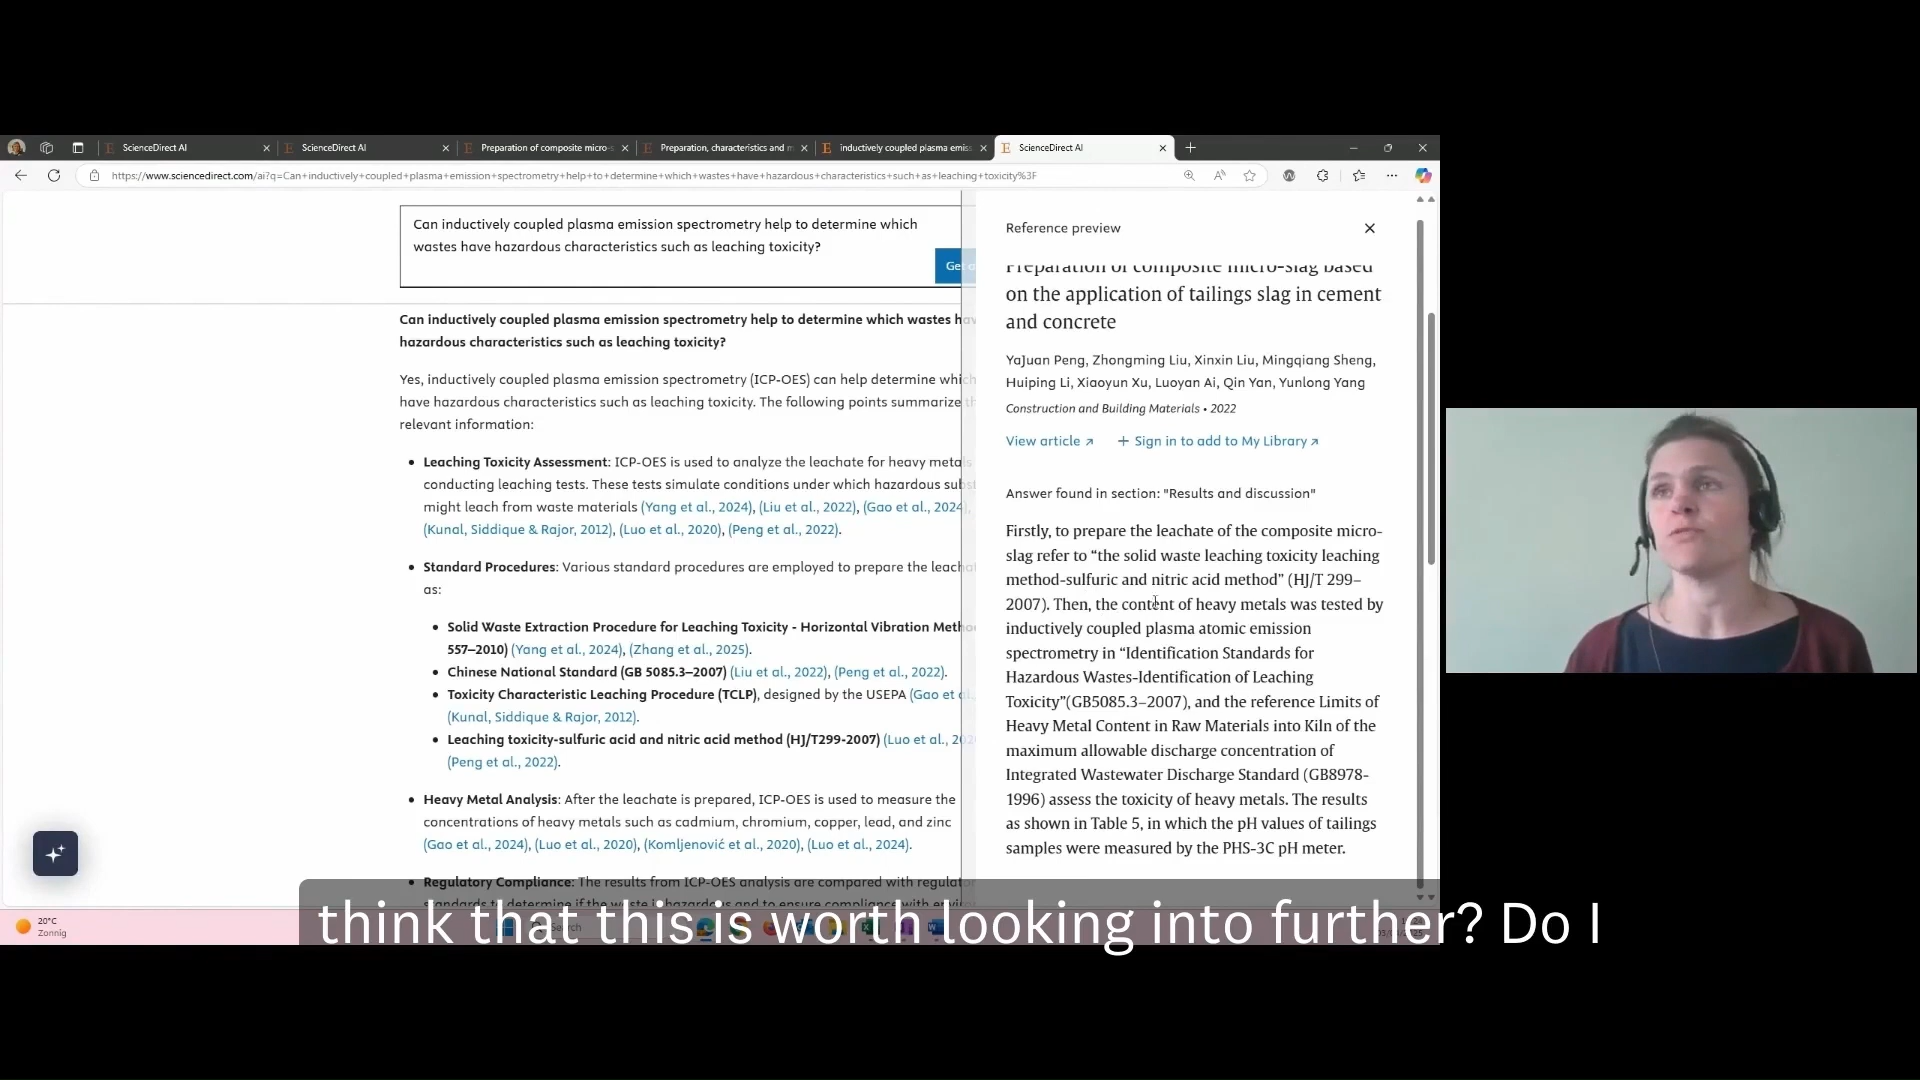 ScienceDirect AI
ScienceDirect AI
Preparation of composite micro-s
Preparation, characteristics and m
inductively coupled plasma emis
ScienceDirect AI
https://www.sciencedirect.com/ai?q=Can+inductively+coupled+plasma+emission+spectrometry+help+to+determine+which+wastes+have+hazardous+characteristics+such+as+leaching+toxicity%3F
Can inductively coupled plasma emission spectrometry help to determine which
wastes have hazardous characteristics such as leaching toxicity?
Can inductively coupled plasma emission spectrometry help to determine which wastes
hazardous characteristics such as leaching toxicity?
Yes, inductively coupled plasma emission spectrometry (ICP-OES) can help determine
have hazardous characteristics such as leaching toxicity. The following points summarize
relevant information:
• Leaching Toxicity Assessment: ICP-OES is used to analyze the leachate for heavy metals
conducting leaching tests. These tests simulate conditions under which hazardous
might leach from waste materials (Yang et al., 2024), (Liu et al., 2022), (Gao et al., 2024),
(Kunal, Siddique & Rajor, 2012), (Luo et al., 2020), (Peng et al., 2022).
• Standard Procedures: Various standard procedures are employed to prepare the
as:
• Solid Waste Extraction Procedure for Leaching Toxicity - Horizontal Vibration
557–2010) (Yang et al., 2024), (Zhang et al., 2025).
• Chinese National Standard (GB 5085.3–2007) (Liu et al., 2022), (Peng et al., 2022).
• Toxicity Characteristic Leaching Procedure (TCLP), designed by the USEPA (Gao et
(Kunal, Siddique & Rajor, 2012).
• Leaching toxicity-sulfuric acid and nitric acid method (HJ/T299-2007) (Luo et al.,
(Peng et al., 2022).
• Heavy Metal Analysis: After the leachate is prepared, ICP-OES is used to measure the
concentrations of heavy metals such as cadmium, chromium, copper, lead, and zinc
(Gao et al., 2024), (Luo et al., 2020), (Komljenović et al., 2020), (Luo et al., 2024).
• Regulatory Compliance: The results from ICP-OES analysis are compared with
Reference preview
Preparation of composite micro-slag based
on the application of tailings slag in cement
and concrete
YaJuan Peng, Zhongming Liu, Xinxin Liu, Mingqiang Sheng,
Huiping Li, Xiaoyun Xu, Luoyan Ai, Qin Yan, Yunlong Yang
Construction and Building Materials • 2022
View article ↗ + Sign in to add to My Library ↗
Answer found in section: "Results and discussion"
Firstly, to prepare the leachate of the composite micro-
slag refer to “the solid waste leaching toxicity leaching
method-sulfuric and nitric acid method” (HJ/T 299–
2007). Then, the content of heavy metals was tested by
inductively coupled plasma atomic emission
spectrometry in “Identification Standards for
Hazardous Wastes-Identification of Leaching
Toxicity”(GB5085.3–2007), and the reference Limits of
Heavy Metal Content in Raw Materials into Kiln of the
maximum allowable discharge concentration of
Integrated Wastewater Discharge Standard (GB8978-
1996) assess the toxicity of heavy metals. The results
as shown in Table 5, in which the pH values of tailings
samples were measured by the PHS-3C pH meter.
20°C
Zonnig
think that this is worth looking into further? Do I